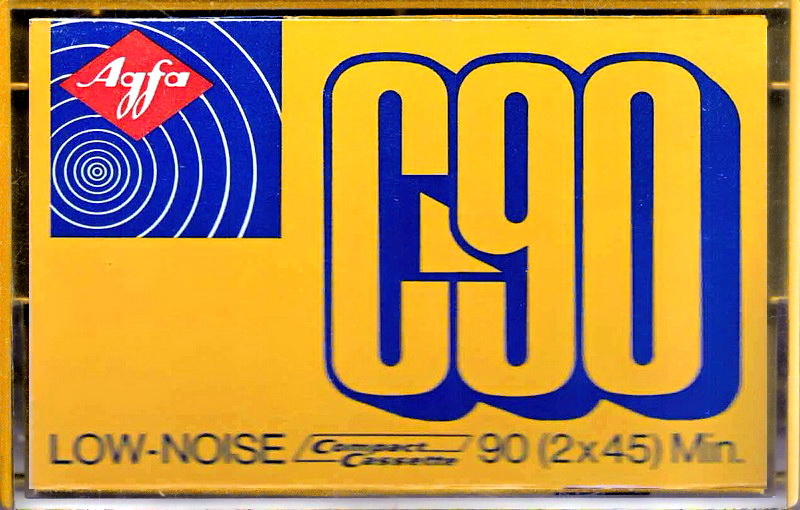 Agfa
C90
LOW-NOISE Compact Cassette 90 (2x45) Min.